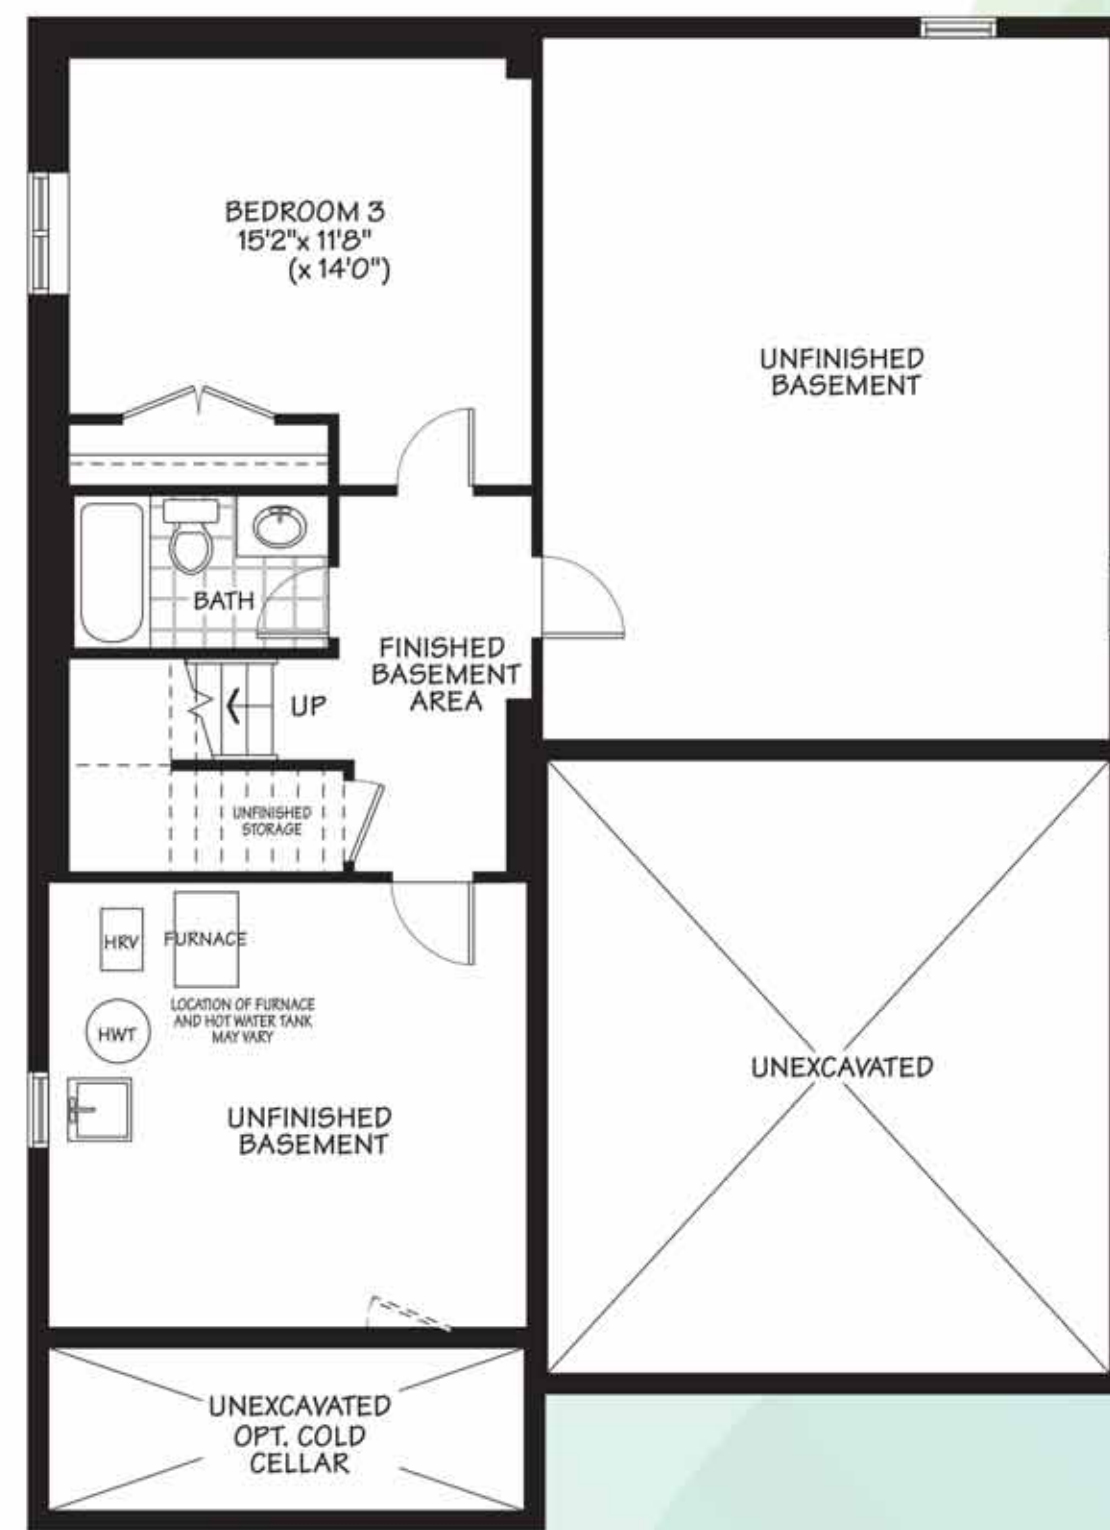 BEDROOM 3
15'2"x 11'8"
(x 14'0")
UNFINISHED
BASEMENT
BATH
FINISHED
BASEMENT
AREA
UP
UNFINISHED
STORAGE
HRV
FURNACE
LOCATION OF FURNACE
AND HOT WATER TANK
MAY VARY
HWT
UNFINISHED
BASEMENT
UNEXCAVATED
UNEXCAVATED
OPT. COLD
CELLAR